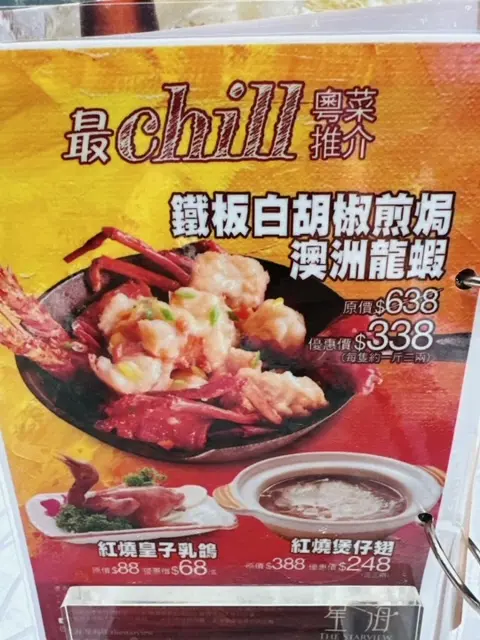 最chill粵菜推介
鐵板白胡椒煎焗
澳洲龍蝦
原價$638
優惠價$338
(每隻約一斤三兩)
紅燒皇子乳鴿
原價$88 優惠價$68
紅燒煲仔翅
原價$388 優惠價$248
星月
THE STARVIEW